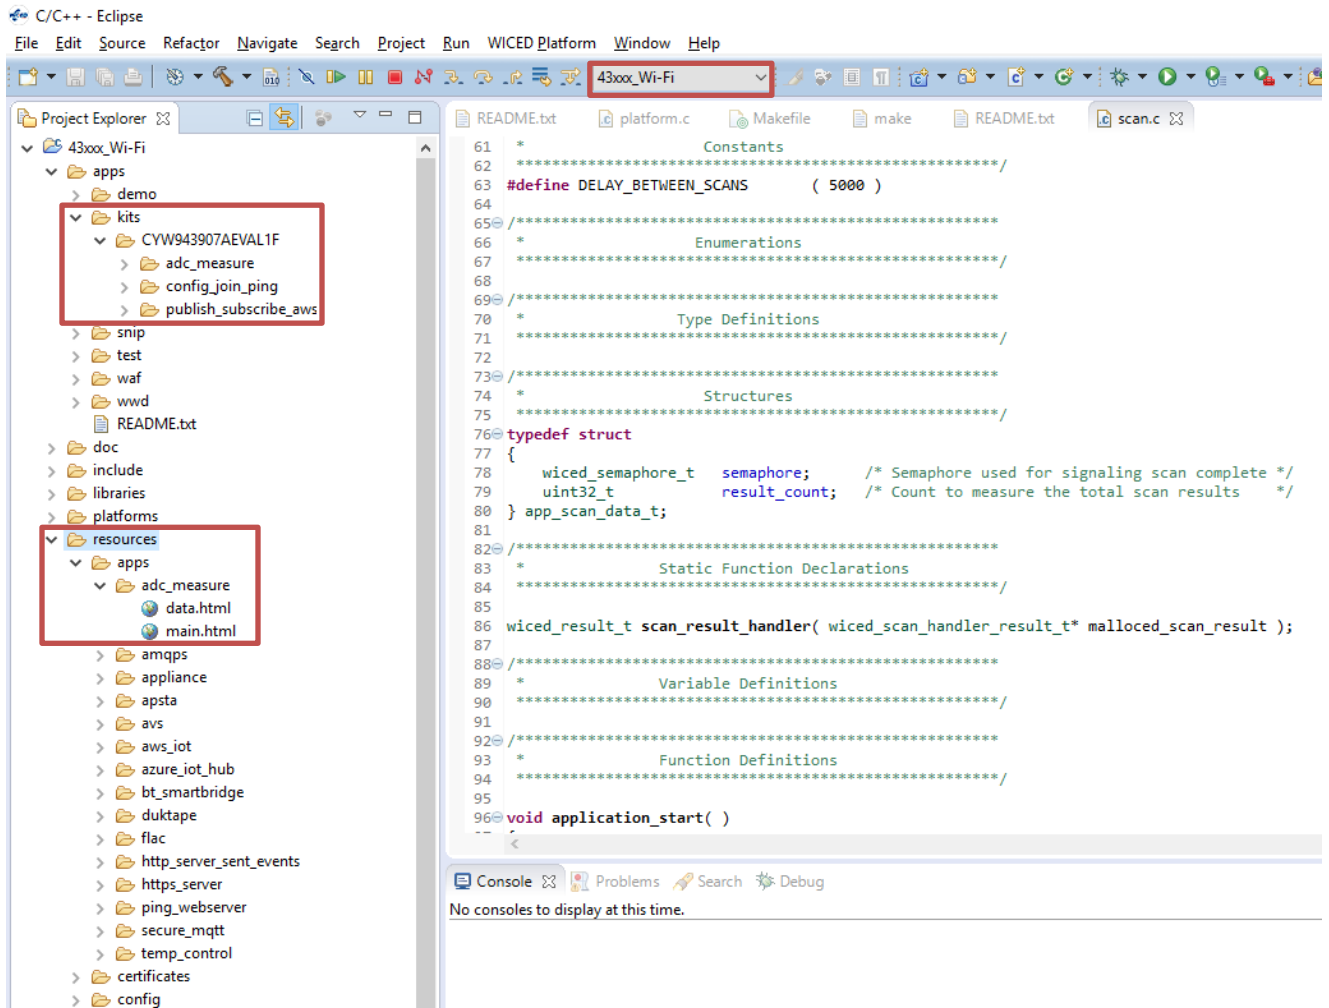 C/C++ - Eclipse
File Edit Source Refactor Navigate Search Project Run WICED Platform Window Help
010 43xxx_Wi-Fi
Project Explorer
43xxx_Wi-Fi
apps
demo
kits
CYW943907AEVAL1F
adc_measure
config_join_ping
publish_subscribe_aws
snip
test
waf
wwd
README.txt
doc
include
libraries
platforms
resources
apps
adc_measure
data.html
main.html
amqps
appliance
apsta
avs
aws_iot
azure_iot_hub
bt_smartbridge
duktape
flac
http_server_sent_events
https_server
ping_webserver
secure_mqtt
temp_control
certificates
config
README.txt platform.c Makefile make README.txt scan.c
61 * Constants
62 ******************************************************/
63 #define DELAY_BETWEEN_SCANS ( 5000 )
64
65 /******************************************************
66 * Enumerations
67 ******************************************************/
68
69 /******************************************************
70 * Type Definitions
71 ******************************************************/
72
73 /******************************************************
74 * Structures
75 ******************************************************/
76 typedef struct
77 {
78 wiced_semaphore_t semaphore; /* Semaphore used for signaling scan complete */
79 uint32_t result_count; /* Count to measure the total scan results */
80 } app_scan_data_t;
81
82 /******************************************************
83 * Static Function Declarations
84 ******************************************************/
85
86 wiced_result_t scan_result_handler( wiced_scan_handler_result_t* malloced_scan_result );
87
88 /******************************************************
89 * Variable Definitions
90 ******************************************************/
91
92 /******************************************************
93 * Function Definitions
94 ******************************************************/
95
96 void application_start( )
Console Problems Search Debug
No consoles to display at this time.